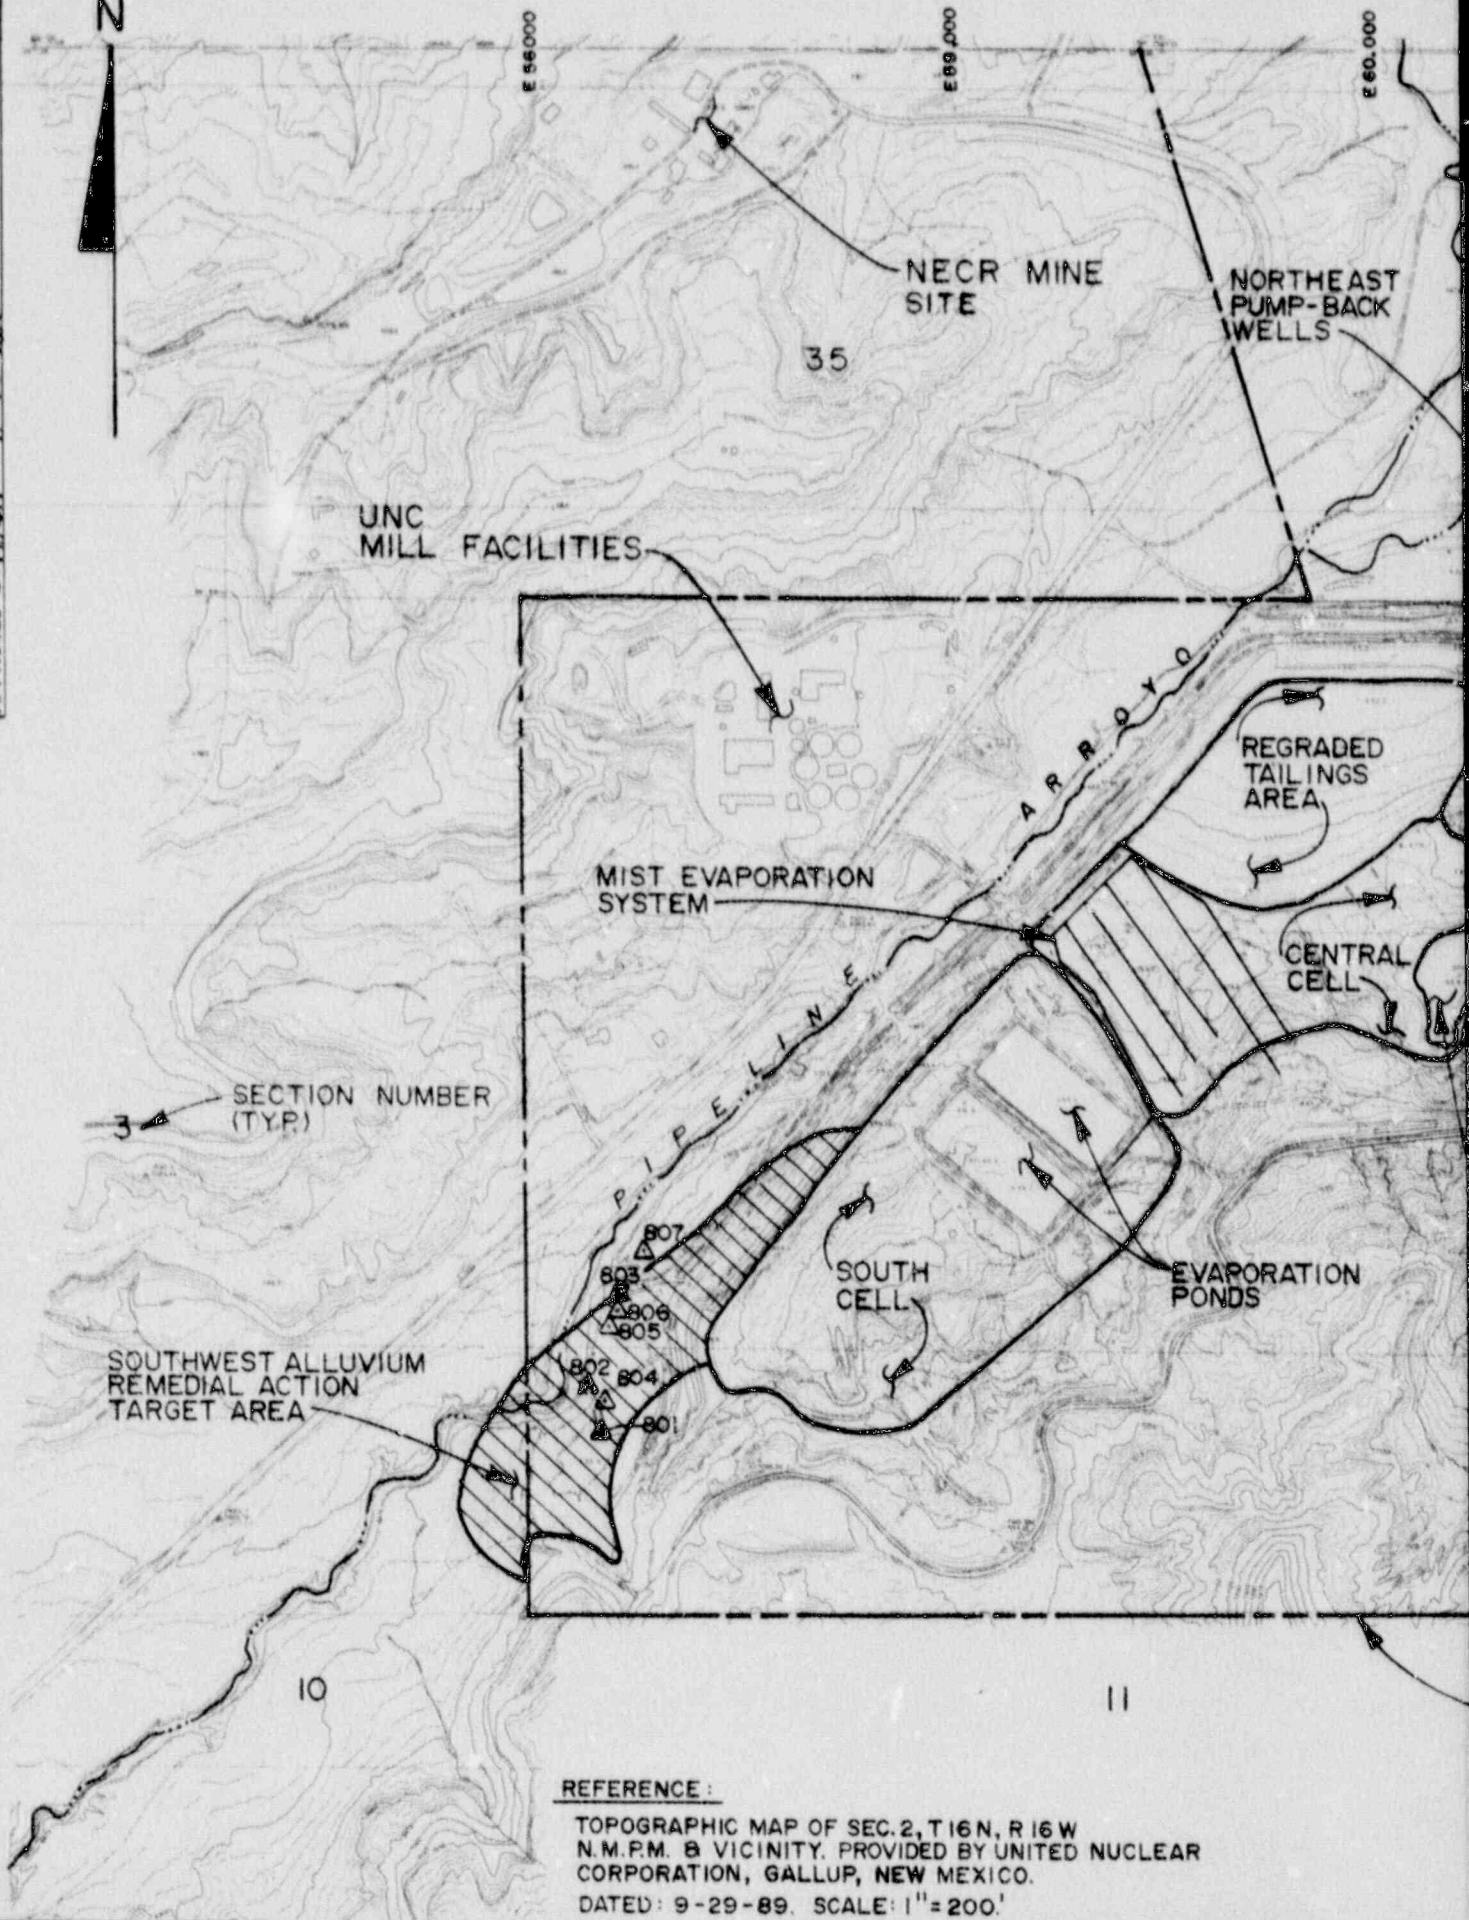 N
E 56000
E 69,000
E 60,000
NECR MINE
SITE
NORTHEAST
PUMP-BACK
WELLS
35
UNC
MILL FACILITIES
REGRADED
TAILINGS
AREA
ARROYO
MIST EVAPORATION
SYSTEM
CENTRAL
CELL
PIPELINE
SECTION NUMBER
(TYP.)
3
807
803
806
805
802
804
801
SOUTH
CELL
EVAPORATION
PONDS
SOUTHWEST ALLUVIUM
REMEDIAL ACTION
TARGET AREA
10
11
REFERENCE:
TOPOGRAPHIC MAP OF SEC. 2, T16N, R16W
N.M.P.M. & VICINITY. PROVIDED BY UNITED NUCLEAR
CORPORATION, GALLUP, NEW MEXICO.
DATED: 9-29-89. SCALE: 1"=200'